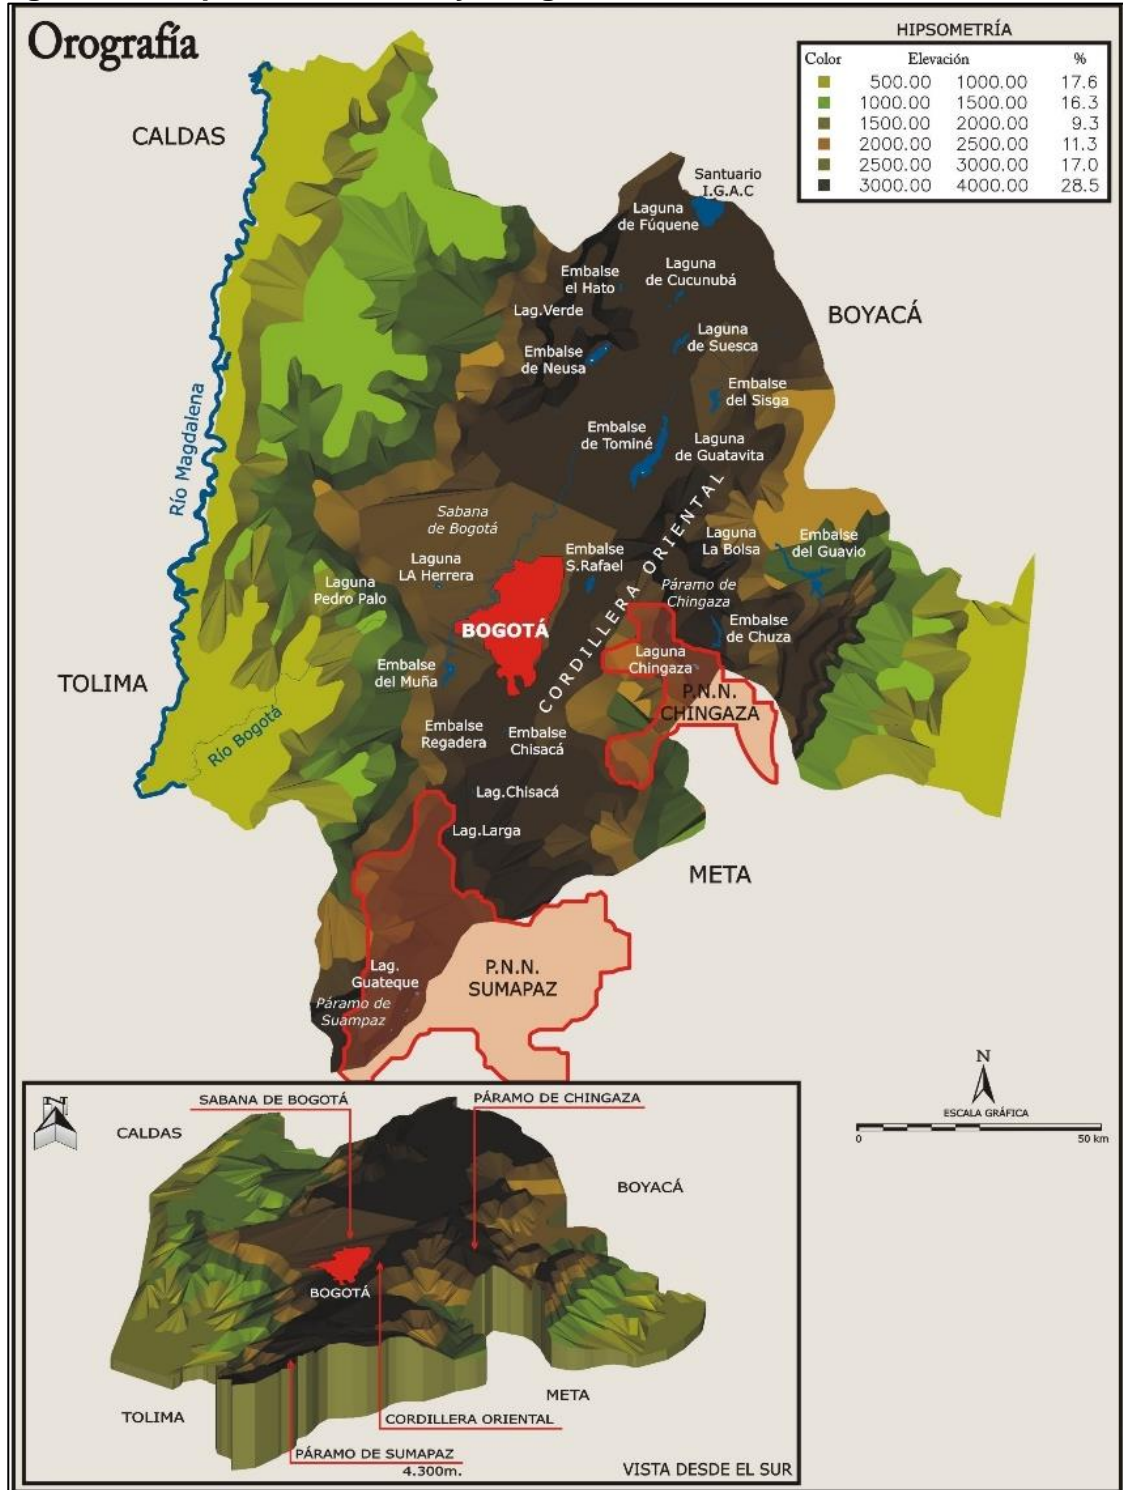 Orografía
HIPSOMETRÍA
Color Elevación %
500.00 1000.00 17.6
1000.00 1500.00 16.3
1500.00 2000.00 9.3
2000.00 2500.00 11.3
2500.00 3000.00 17.0
3000.00 4000.00 28.5
CALDAS
Santuario
I.G.A.C
Laguna
de Fúquene
Embalse
el Hato
Laguna
de Cucunubá
Lag.Verde
BOYACÁ
Embalse
de Neusa
Laguna
de Suesca
Embalse
del Sisga
Río Magdalena
Embalse
de Tominé
Laguna
de Guatavita
CORDILLERA ORIENTAL
Sabana
de Bogotá
Laguna
LA Herrera
Embalse
S.Rafael
Laguna
La Bolsa
Embalse
del Guavio
Laguna
Pedro Palo
Páramo de
Chingaza
BOGOTÁ
Embalse
de Chuza
Laguna
Chingaza
TOLIMA
Embalse
del Muña
P.N.N.
CHINGAZA
Río Bogotá
Embalse
Regadera
Embalse
Chisacá
Lag.Chisacá
Lag.Larga
META
Lag.
Guateque
P.N.N.
SUMAPAZ
Páramo de
Suampaz
N
ESCALA GRÁFICA
0 50 km
N
SABANA DE BOGOTÁ
PÁRAMO DE CHINGAZA
CALDAS
BOYACÁ
BOGOTÁ
META
TOLIMA
CORDILLERA ORIENTAL
PÁRAMO DE SUMAPAZ
4.300m.
VISTA DESDE EL SUR